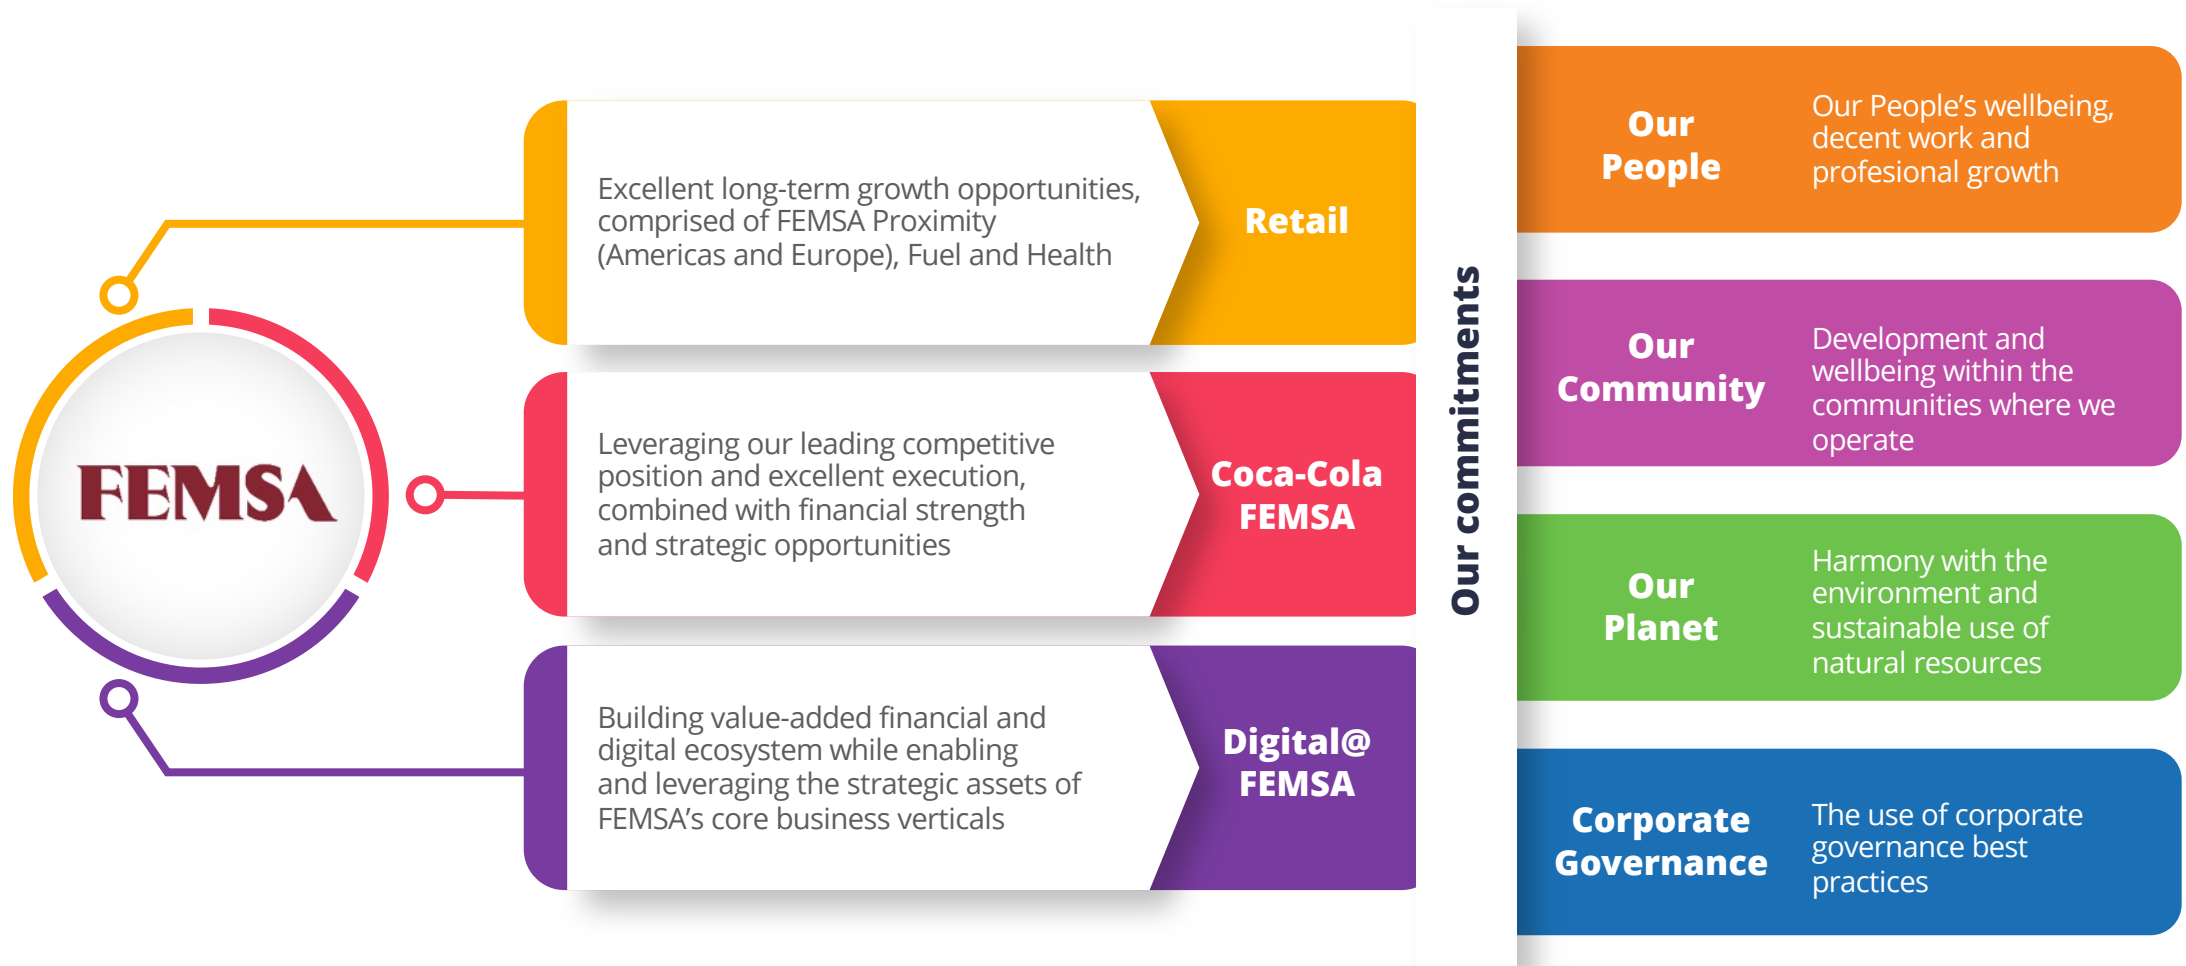 FEMSA
Excellent long-term growth opportunities,
comprised of FEMSA Proximity
(Americas and Europe), Fuel and Health
Retail
Leveraging our leading competitive
position and excellent execution,
combined with financial strength
and strategic opportunities
Coca-Cola
FEMSA
Building value-added financial and
digital ecosystem while enabling
and leveraging the strategic assets of
FEMSA’s core business verticals
Digital@
FEMSA
Our commitments
Our
People
Our People’s wellbeing,
decent work and
profesional growth
Our
Community
Development and
wellbeing within the
communities where we
operate
Our
Planet
Harmony with the
environment and
sustainable use of
natural resources
Corporate
Governance
The use of corporate
governance best
practices